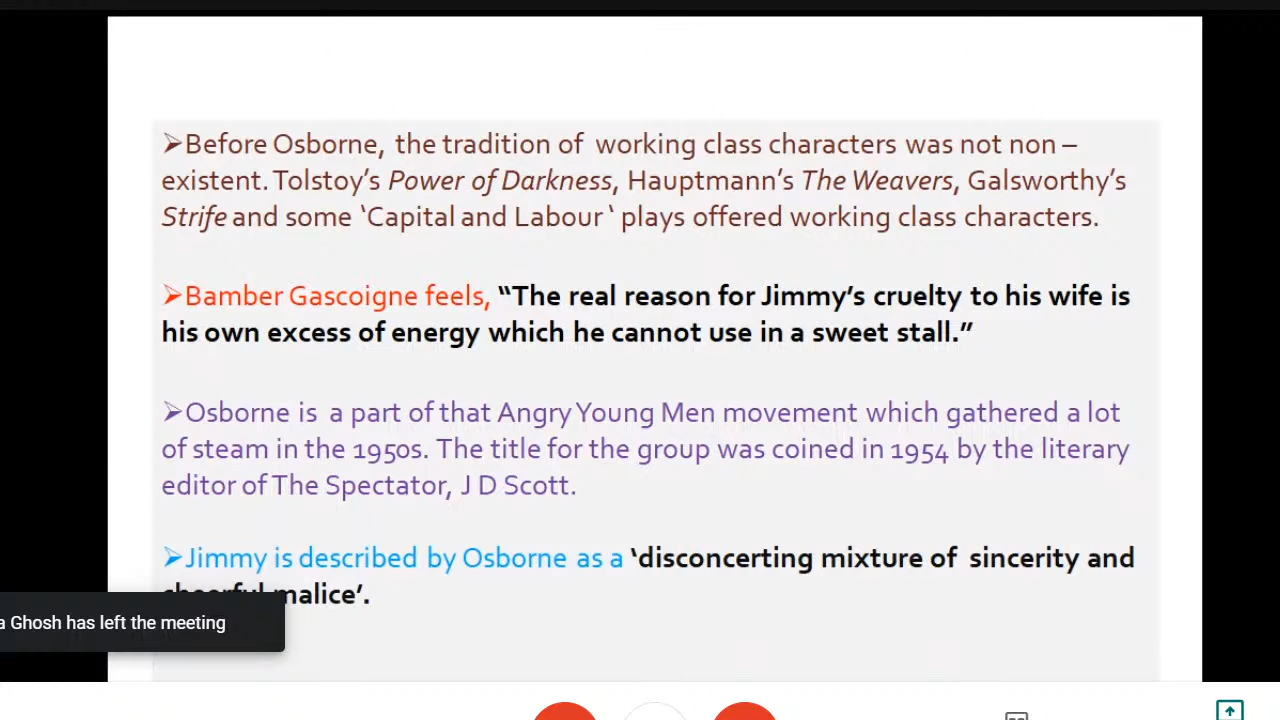 ➢Before Osborne, the tradition of working class characters was not non –
existent. Tolstoy’s Power of Darkness, Hauptmann’s The Weavers, Galsworthy’s
Strife and some ‘Capital and Labour ‘ plays offered working class characters.
➢Bamber Gascoigne feels, “The real reason for Jimmy’s cruelty to his wife is
his own excess of energy which he cannot use in a sweet stall.”
➢Osborne is a part of that Angry Young Men movement which gathered a lot
of steam in the 1950s. The title for the group was coined in 1954 by the literary
editor of The Spectator, J D Scott.
➢Jimmy is described by Osborne as a ‘disconcerting mixture of sincerity and
cheerful malice’.
a Ghosh has left the meeting